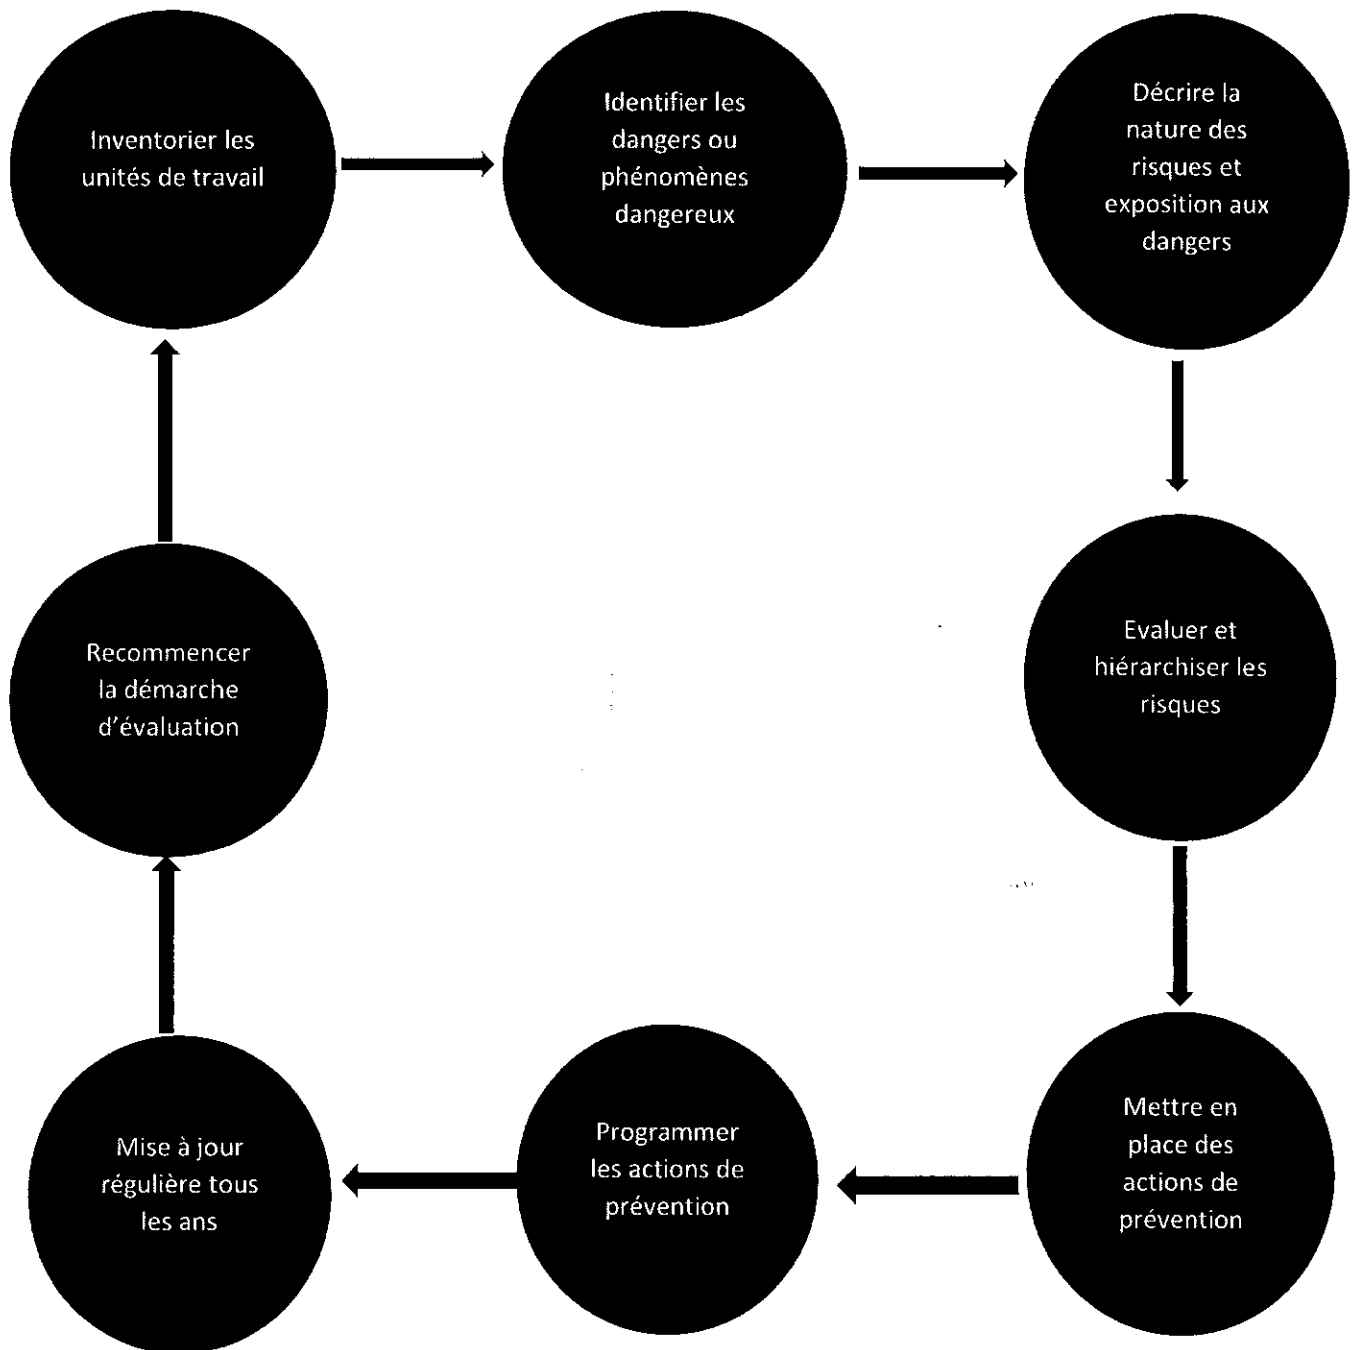 Inventorier les
unités de travail
Identifier les
dangers ou
phénomènes
dangereux
Décrire la
nature des
risques et
exposition aux
dangers
Evaluer et
hiérarchiser les
risques
Mettre en
place des
actions de
prévention
Programmer
les actions de
prévention
Mise à jour
régulière tous
les ans
Recommencer
la démarche
d'évaluation